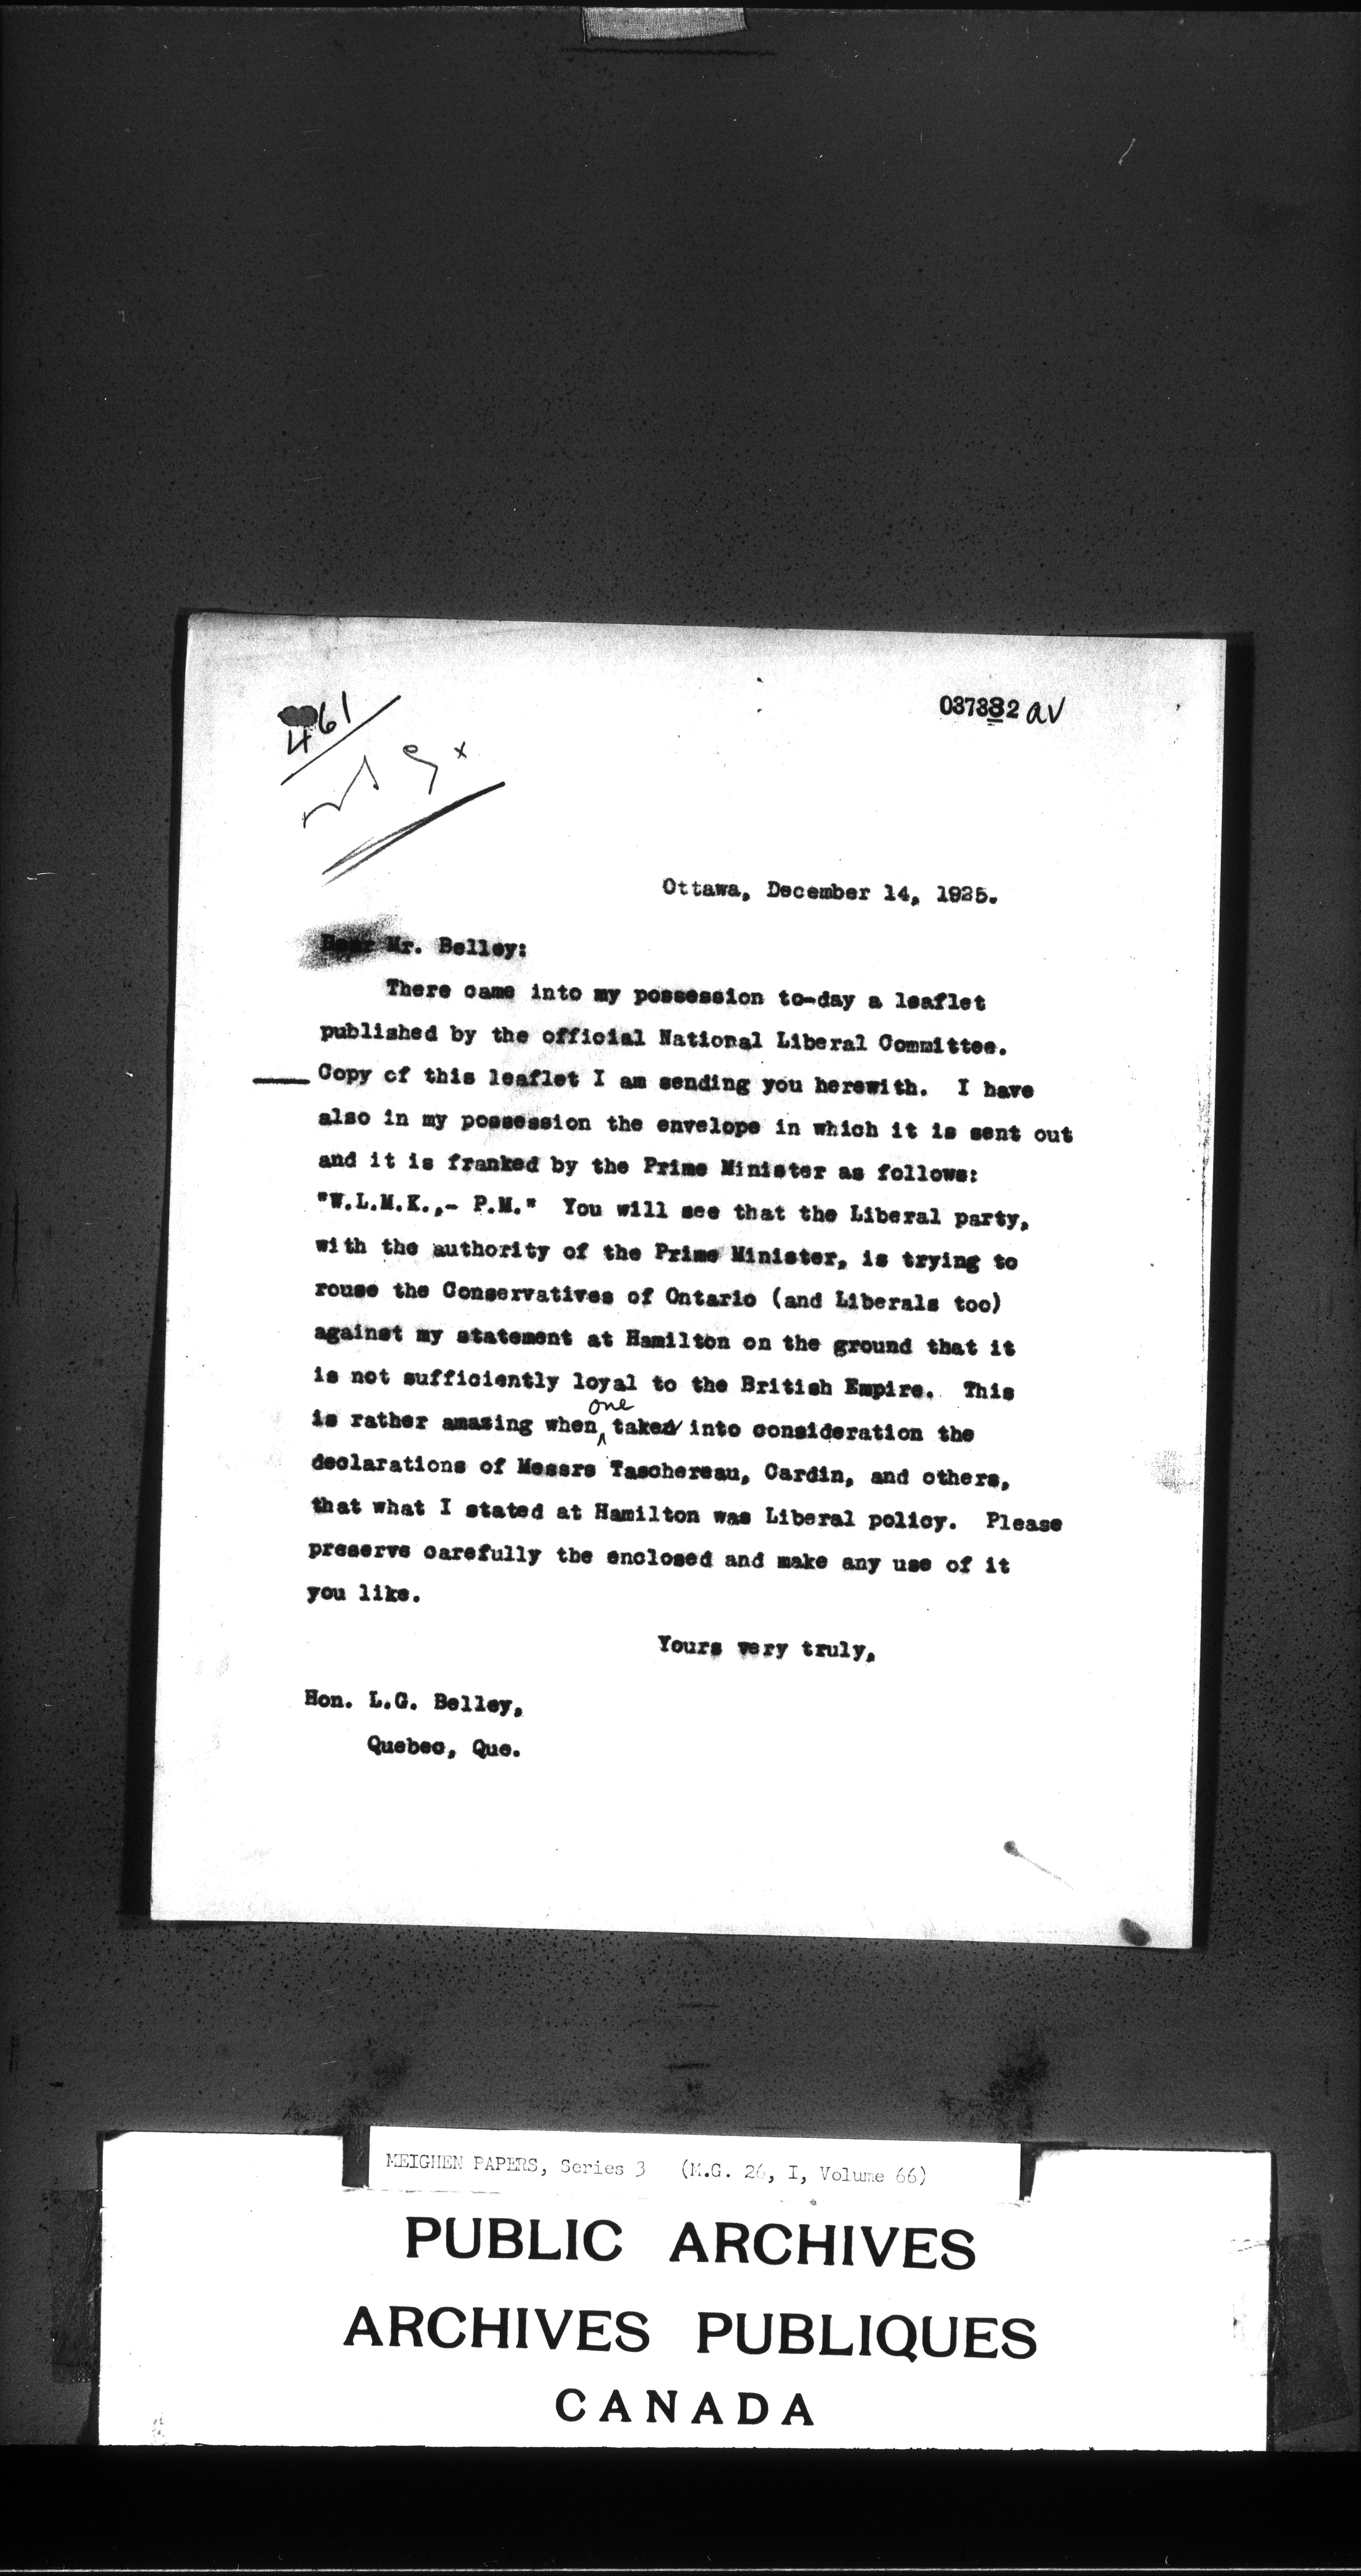 461
037382 av
Ottawa, December 14, 1925.
Dear Mr. Belley:
There came into my possession to-day a leaflet
published by the official National Liberal Committee.
Copy of this leaflet I am sending you herewith. I have
also in my possession the envelope in which it is sent out
and it is franked by the Prime Minister as follows:
"W.L.M.K.,- P.M." You will see that the Liberal party,
with the authority of the Prime Minister, is trying to
rouse the Conservatives of Ontario (and Liberals too)
against my statement at Hamilton on the ground that it
is not sufficiently loyal to the British Empire. This
one
is rather amazing when taken into consideration the
declarations of Messrs Taschereau, Cardin, and others,
that what I stated at Hamilton was Liberal policy. Please
preserve carefully the enclosed and make any use of it
you like.
Yours very truly,
Hon. L.G. Belley,
Quebec, Que.
MEIGHEN PAPERS, Series 3 (M.G. 26, I, Volume 66)
PUBLIC ARCHIVES
ARCHIVES PUBLIQUES
CANADA